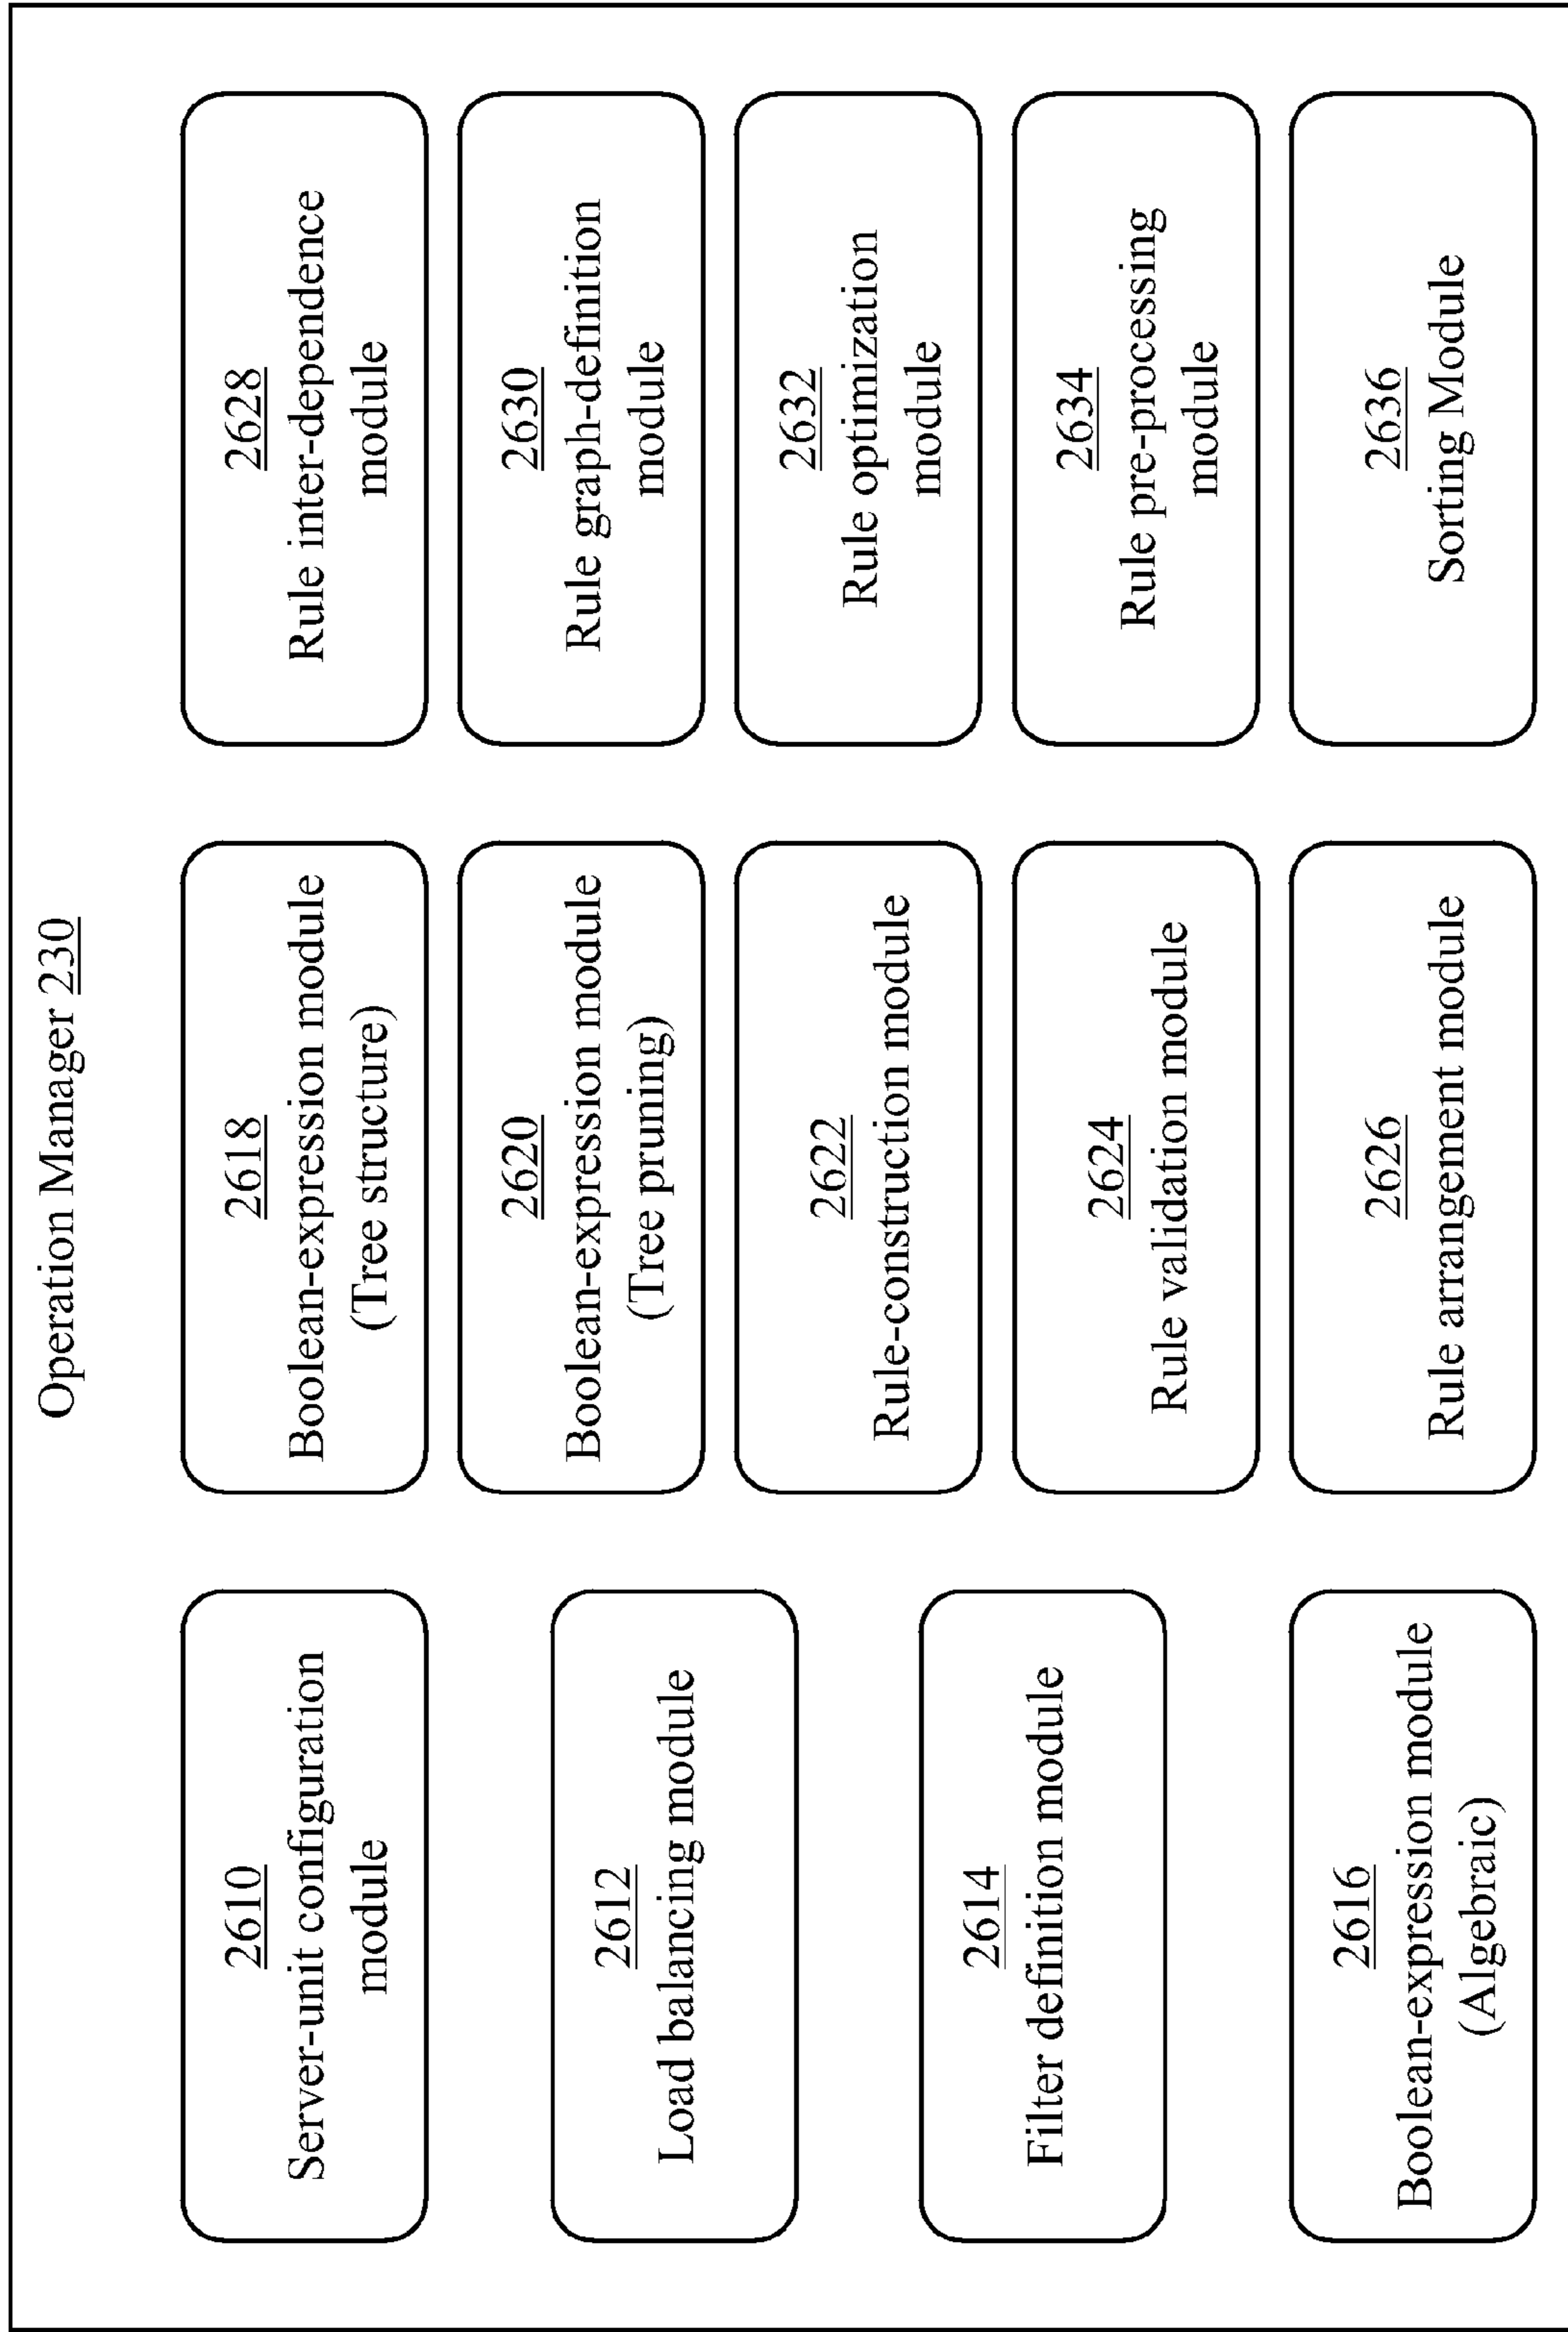 Operation Manager 230
2610
Server-unit configuration
module
2612
Load balancing module
2614
Filter definition module
2616
Boolean-expression module
(Algebraic)
2618
Boolean-expression module
(Tree structure)
2620
Boolean-expression module
(Tree pruning)
2622
Rule-construction module
2624
Rule validation module
2626
Rule arrangement module
2628
Rule inter-dependence
module
2630
Rule graph-definition
module
2632
Rule optimization
module
2634
Rule pre-processing
module
2636
Sorting Module